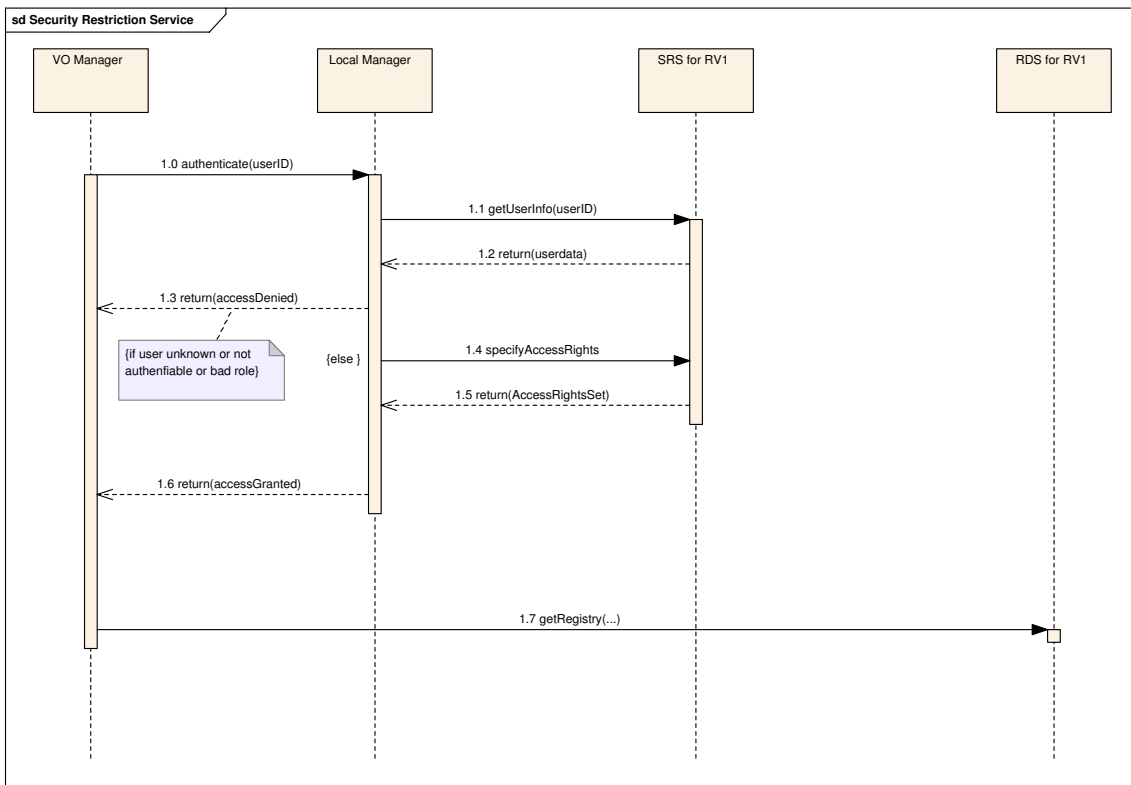 sd Security Restriction Service
VO Manager
Local Manager
SRS for RV1
RDS for RV1
1.0 authenticate(userID)
1.1 getUserInfo(userID)
1.2 return(userdata)
1.3 return(accessDenied)
{if user unknown or not
authenfiable or bad role}
{else }
1.4 specifyAccessRights
1.5 return(AccessRightsSet)
1.6 return(accessGranted)
1.7 getRegistry(...)